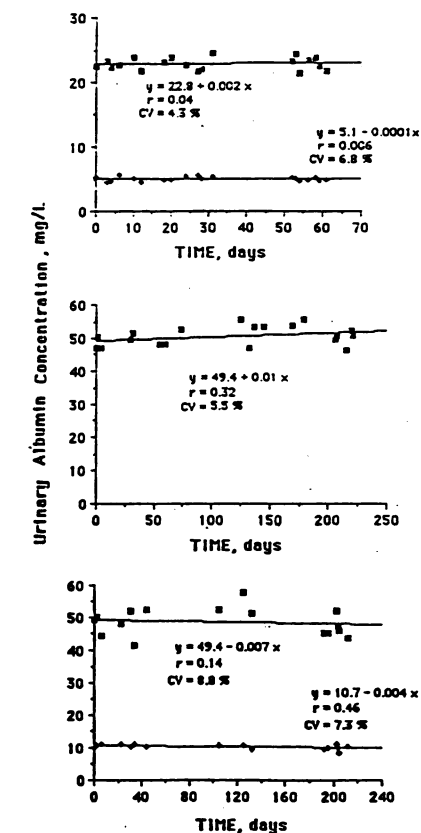 Urinary Albumin Concentration, mg/L
30
20
10
0
y = 22.8 + 0.002 x
r = 0.04
CV = 4.3 %
y = 5.1 - 0.0001x
r = 0.006
CV = 6.8 %
0 10 20 30 40 50 60 70
TIME, days
60
50
40
30
20
10
0
y = 49.4 + 0.01 x
r = 0.32
CV = 5.5 %
0 50 100 150 200 250
TIME, days
60
50
40
30
20
10
0
y = 49.4 - 0.007 x
r = 0.14
CV = 8.8 %
y = 10.7 - 0.004 x
r = 0.46
CV = 7.3 %
0 40 80 120 160 200 240
TIME, days